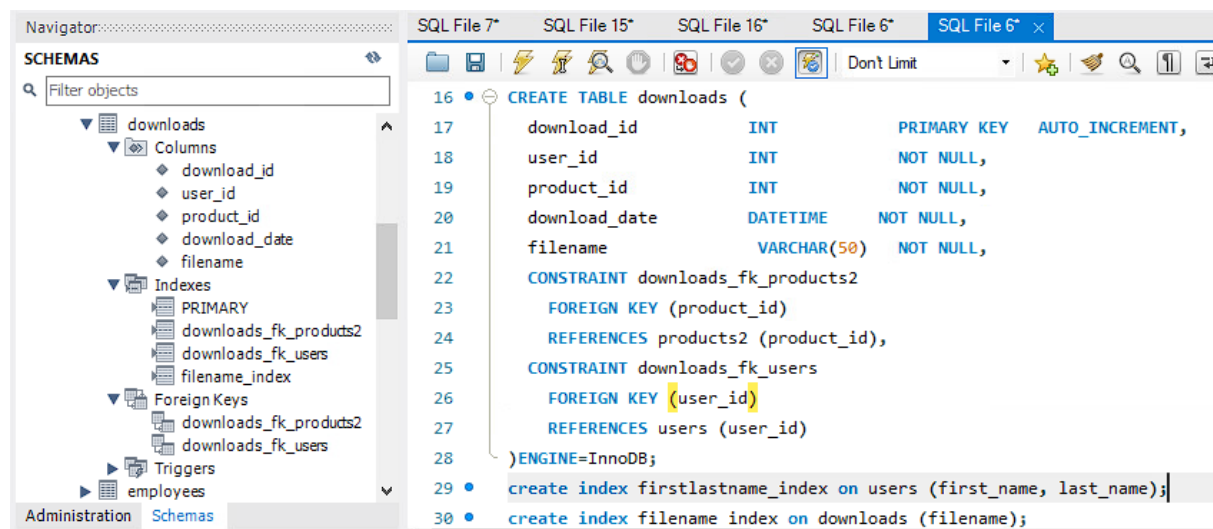 Navigator
SCHEMAS
Filter objects
downloads
Columns
download_id
user_id
product_id
download_date
filename
Indexes
PRIMARY
downloads_fk_products2
downloads_fk_users
filename_index
Foreign Keys
downloads_fk_products2
downloads_fk_users
Triggers
employees
Administration Schemas
SQL File 7* SQL File 15* SQL File 16* SQL File 6* SQL File 6*
Don't Limit
16 CREATE TABLE downloads (
17 download_id INT PRIMARY KEY AUTO_INCREMENT,
18 user_id INT NOT NULL,
19 product_id INT NOT NULL,
20 download_date DATETIME NOT NULL,
21 filename VARCHAR(50) NOT NULL,
22 CONSTRAINT downloads_fk_products2
23 FOREIGN KEY (product_id)
24 REFERENCES products2 (product_id),
25 CONSTRAINT downloads_fk_users
26 FOREIGN KEY (user_id)
27 REFERENCES users (user_id)
28 )ENGINE=InnoDB;
29 create index firstlastname_index on users (first_name, last_name);
30 create index filename_index on downloads (filename);